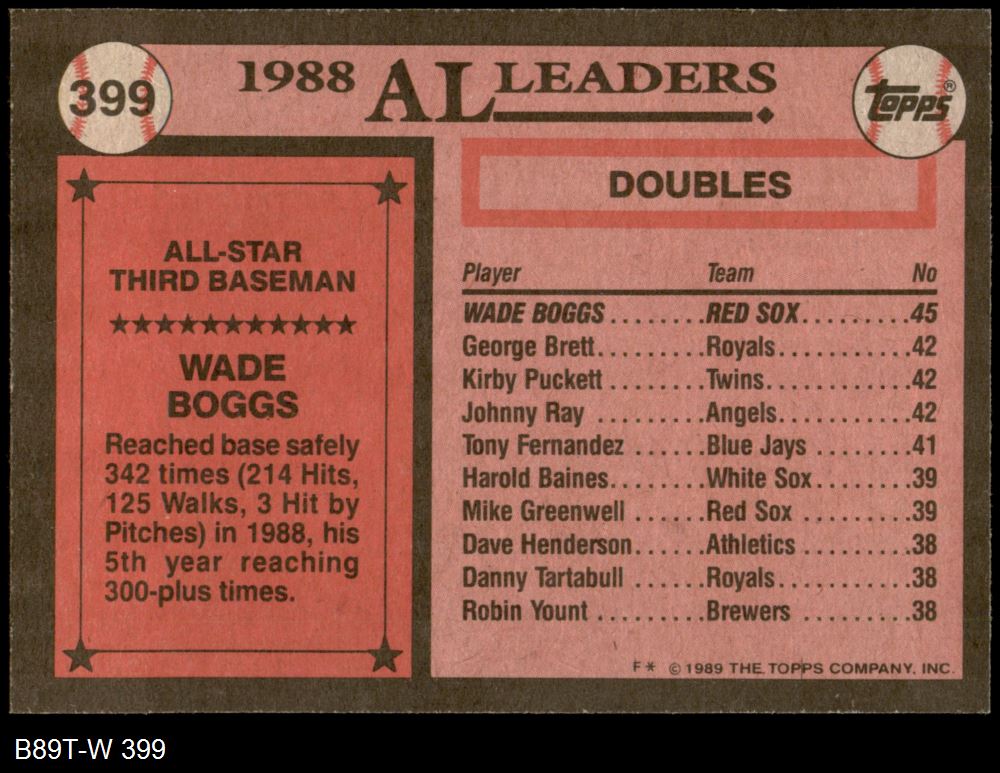 399
1988 AL LEADERS
topps®
ALL-STAR
THIRD BASEMAN
WADE
BOGGS
Reached base safely
342 times (214 Hits,
125 Walks, 3 Hit by
Pitches) in 1988, his
5th year reaching
300-plus times.
DOUBLES
Player Team No
WADE BOGGS.......RED SOX.........45
George Brett.........Royals............42
Kirby Puckett........Twins.............42
Johnny Ray.........Angels............42
Tony Fernandez......Blue Jays........41
Harold Baines.......White Sox........39
Mike Greenwell......Red Sox.........39
Dave Henderson.....Athletics.........38
Danny Tartabull......Royals............38
Robin Yount.........Brewers..........38
F* © 1989 THE TOPPS COMPANY, INC.
B89T-W 399